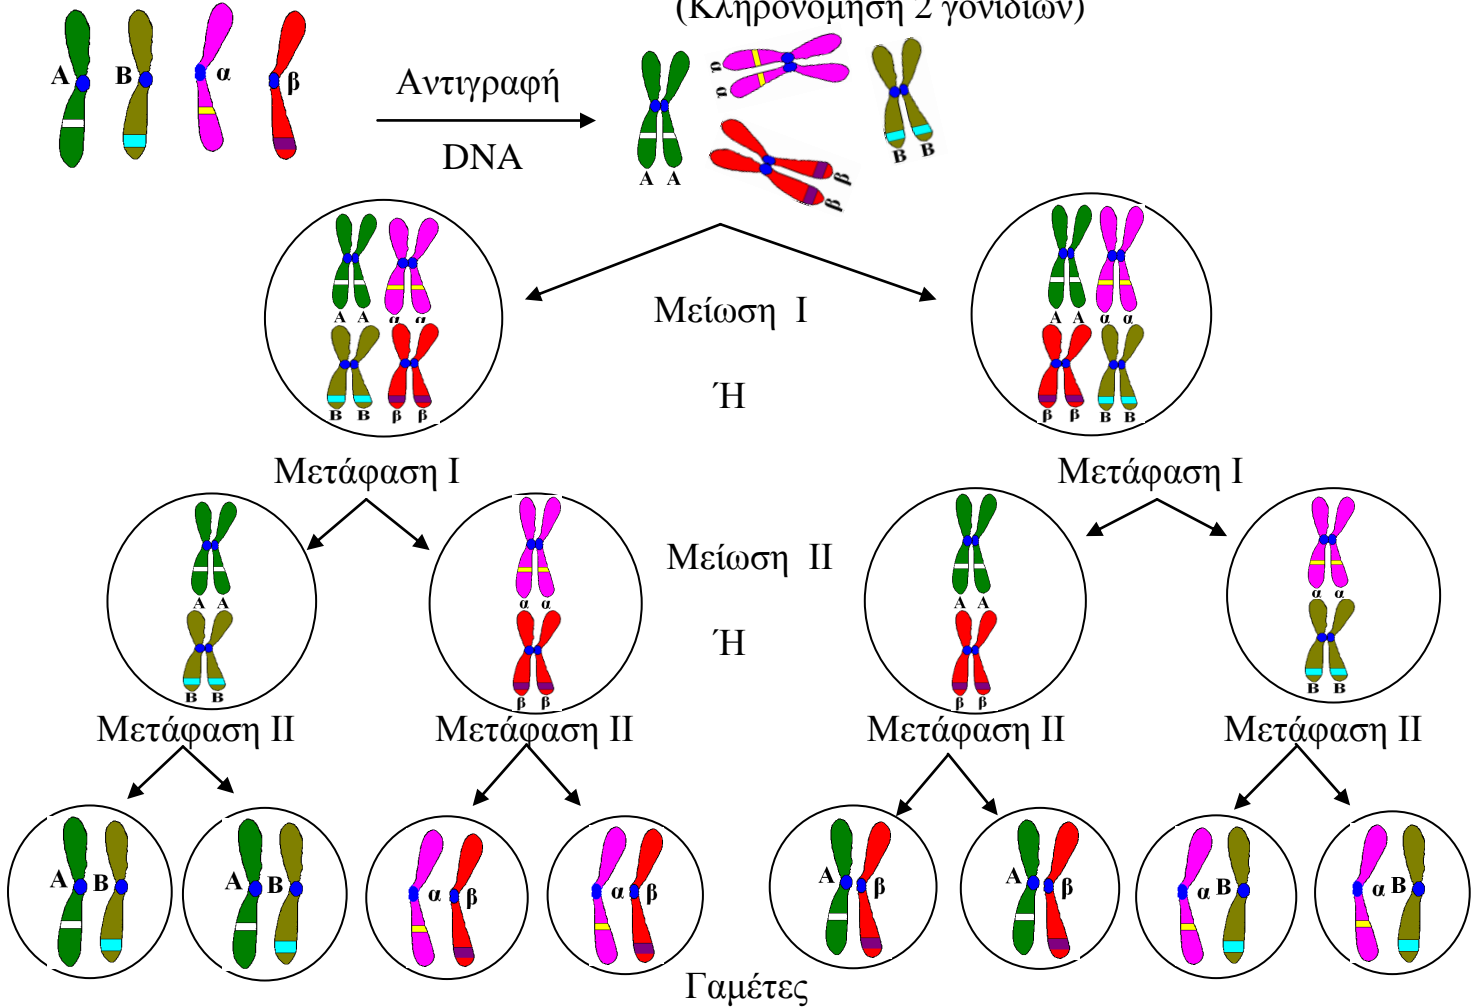 (Κληρονόμηση 2 γονιδίων)
A B α β
Αντιγραφή
DNA
α
α
A A
β
β
B B
A A α α
B B β β
Μείωση I
Ή
A A α α
β β B B
Μετάφαση I
Μετάφαση I
A A
B B
α α
β β
Μείωση II
Ή
A A
β β
α α
B B
Μετάφαση II
Μετάφαση II
Μετάφαση II
Μετάφαση II
A B
A B
α β
α β
A β
A β
α B
α B
Γαμέτες